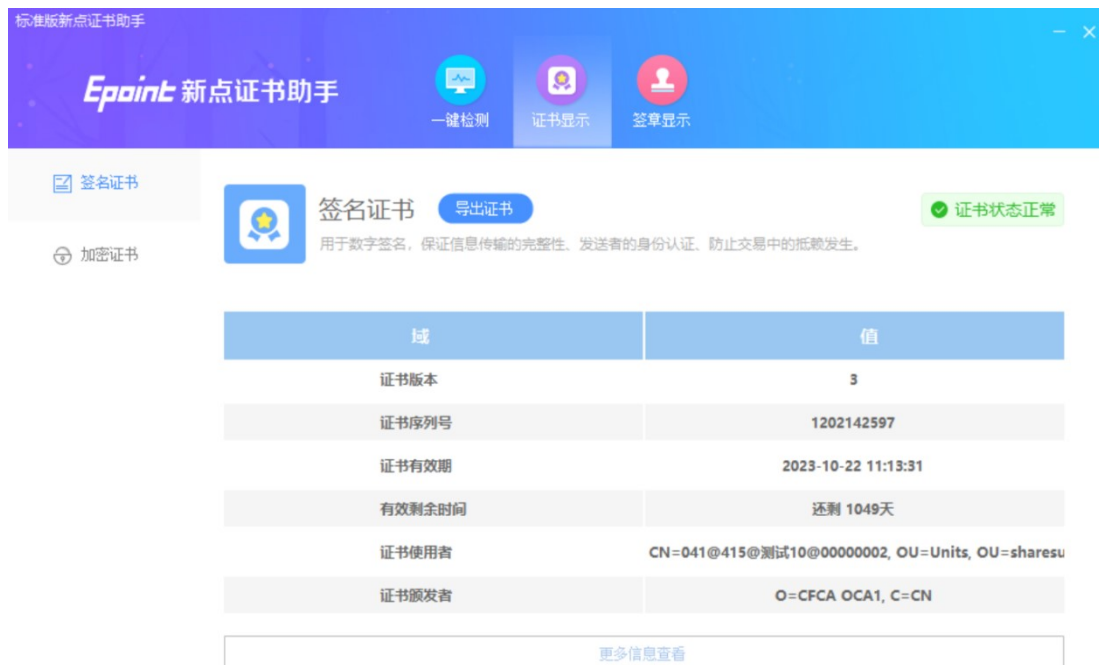 标准版新点证书助手
Epoint 新点证书助手
一键检测 证书显示 签章显示
签名证书
加密证书
签名证书 导出证书 证书状态正常
用于数字签名，保证信息传输的完整性、发送者的身份认证、防止交易中的抵赖发生。
域 值
证书版本 3
证书序列号 1202142597
证书有效期 2023-10-22 11:13:31
有效剩余时间 还剩 1049天
证书使用者 CN=041@415@测试10@00000002, OU=Units, OU=sharesu
证书颁发者 O=CFCA OCA1, C=CN
更多信息查看